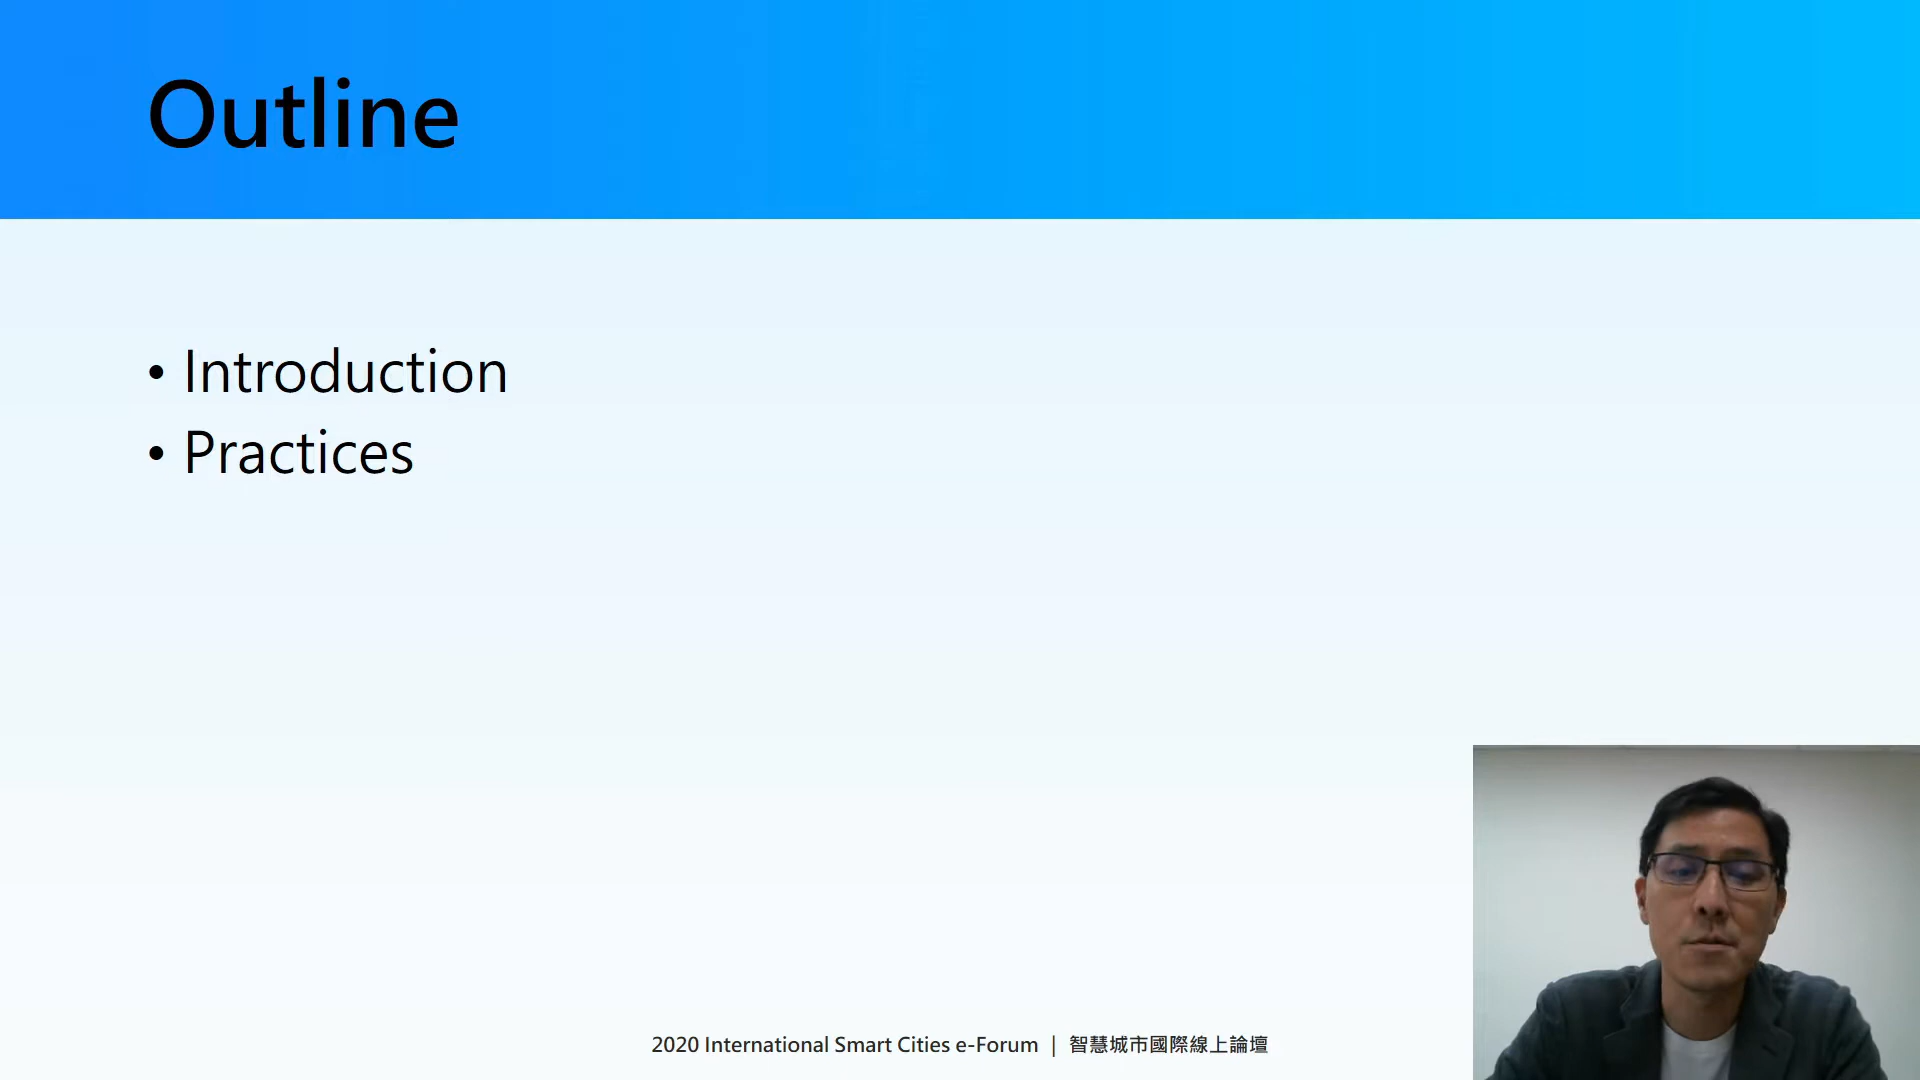 Outline
• Introduction
• Practices
2020 International Smart Cities e-Forum | 智慧城市國際線上論壇